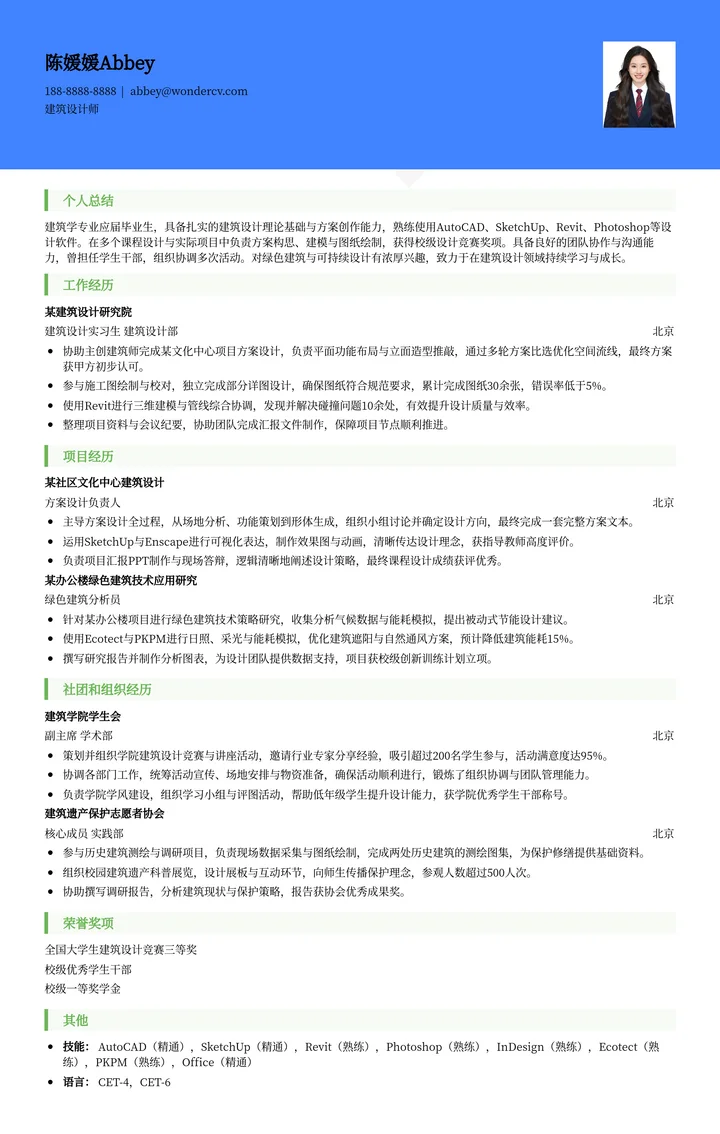 陈媛媛Abbey
188-8888-8888 | abbey@wondercv.com
建筑设计师
个人总结
建筑学专业应届毕业生，具备扎实的建筑设计理论基础与方案创作能力，熟练使用AutoCAD、SketchUp、Revit、Photoshop等设
计软件。在多个课程设计与实际项目中负责方案构思、建模与图纸绘制，获得校级设计竞赛奖项。具备良好的团队协作与沟通能
力，曾担任学生干部，组织协调多次活动。对绿色建筑与可持续设计有浓厚兴趣，致力于在建筑设计领域持续学习与成长。
工作经历
某建筑设计研究院
建筑设计实习生 建筑设计部 北京
• 协助主创建筑师完成某文化中心项目方案设计，负责平面功能布局与立面造型推敲，通过多轮方案比选优化空间流线，最终方案
获甲方初步认可。
• 参与施工图绘制与校对，独立完成部分详图设计，确保图纸符合规范要求，累计完成图纸30余张，错误率低于5%。
• 使用Revit进行三维建模与管线综合协调，发现并解决碰撞问题10余处，有效提升设计质量与效率。
• 整理项目资料与会议纪要，协助团队完成汇报文件制作，保障项目节点顺利推进。
项目经历
某社区文化中心建筑设计
方案设计负责人 北京
• 主导方案设计全过程，从场地分析、功能策划到形体生成，组织小组讨论并确定设计方向，最终完成一套完整方案文本。
• 运用SketchUp与Enscape进行可视化表达，制作效果图与动画，清晰传达设计理念，获指导教师高度评价。
• 负责项目汇报PPT制作与现场答辩，逻辑清晰地阐述设计策略，最终课程设计成绩获评优秀。
某办公楼绿色建筑技术应用研究
绿色建筑分析员 北京
• 针对某办公楼项目进行绿色建筑技术策略研究，收集分析气候数据与能耗模拟，提出被动式节能设计建议。
• 使用Ecotect与PKPM进行日照、采光与能耗模拟，优化建筑遮阳与自然通风方案，预计降低建筑能耗15%。
• 撰写研究报告并制作分析图表，为设计团队提供数据支持，项目获校级创新训练计划立项。
社团和组织经历
建筑学院学生会
副主席 学术部 北京
• 策划并组织学院建筑设计竞赛与讲座活动，邀请行业专家分享经验，吸引超过200名学生参与，活动满意度达95%。
• 协调各部门工作，统筹活动宣传、场地安排与物资准备，确保活动顺利进行，锻炼了组织协调与团队管理能力。
• 负责学院学风建设，组织学习小组与评图活动，帮助低年级学生提升设计能力，获学院优秀学生干部称号。
建筑遗产保护志愿者协会
核心成员 实践部 北京
• 参与历史建筑测绘与调研项目，负责现场数据采集与图纸绘制，完成两处历史建筑的测绘图集，为保护修缮提供基础资料。
• 组织校园建筑遗产科普展览，设计展板与互动环节，向师生传播保护理念，参观人数超过500人次。
• 协助撰写调研报告，分析建筑现状与保护策略，报告获协会优秀成果奖。
荣誉奖项
全国大学生建筑设计竞赛三等奖
校级优秀学生干部
校级一等奖学金
其他
• 技能： AutoCAD（精通），SketchUp（精通），Revit（熟练），Photoshop（熟练），InDesign（熟练），Ecotect（熟
练），PKPM（熟练），Office（精通）
• 语言： CET-4，CET-6